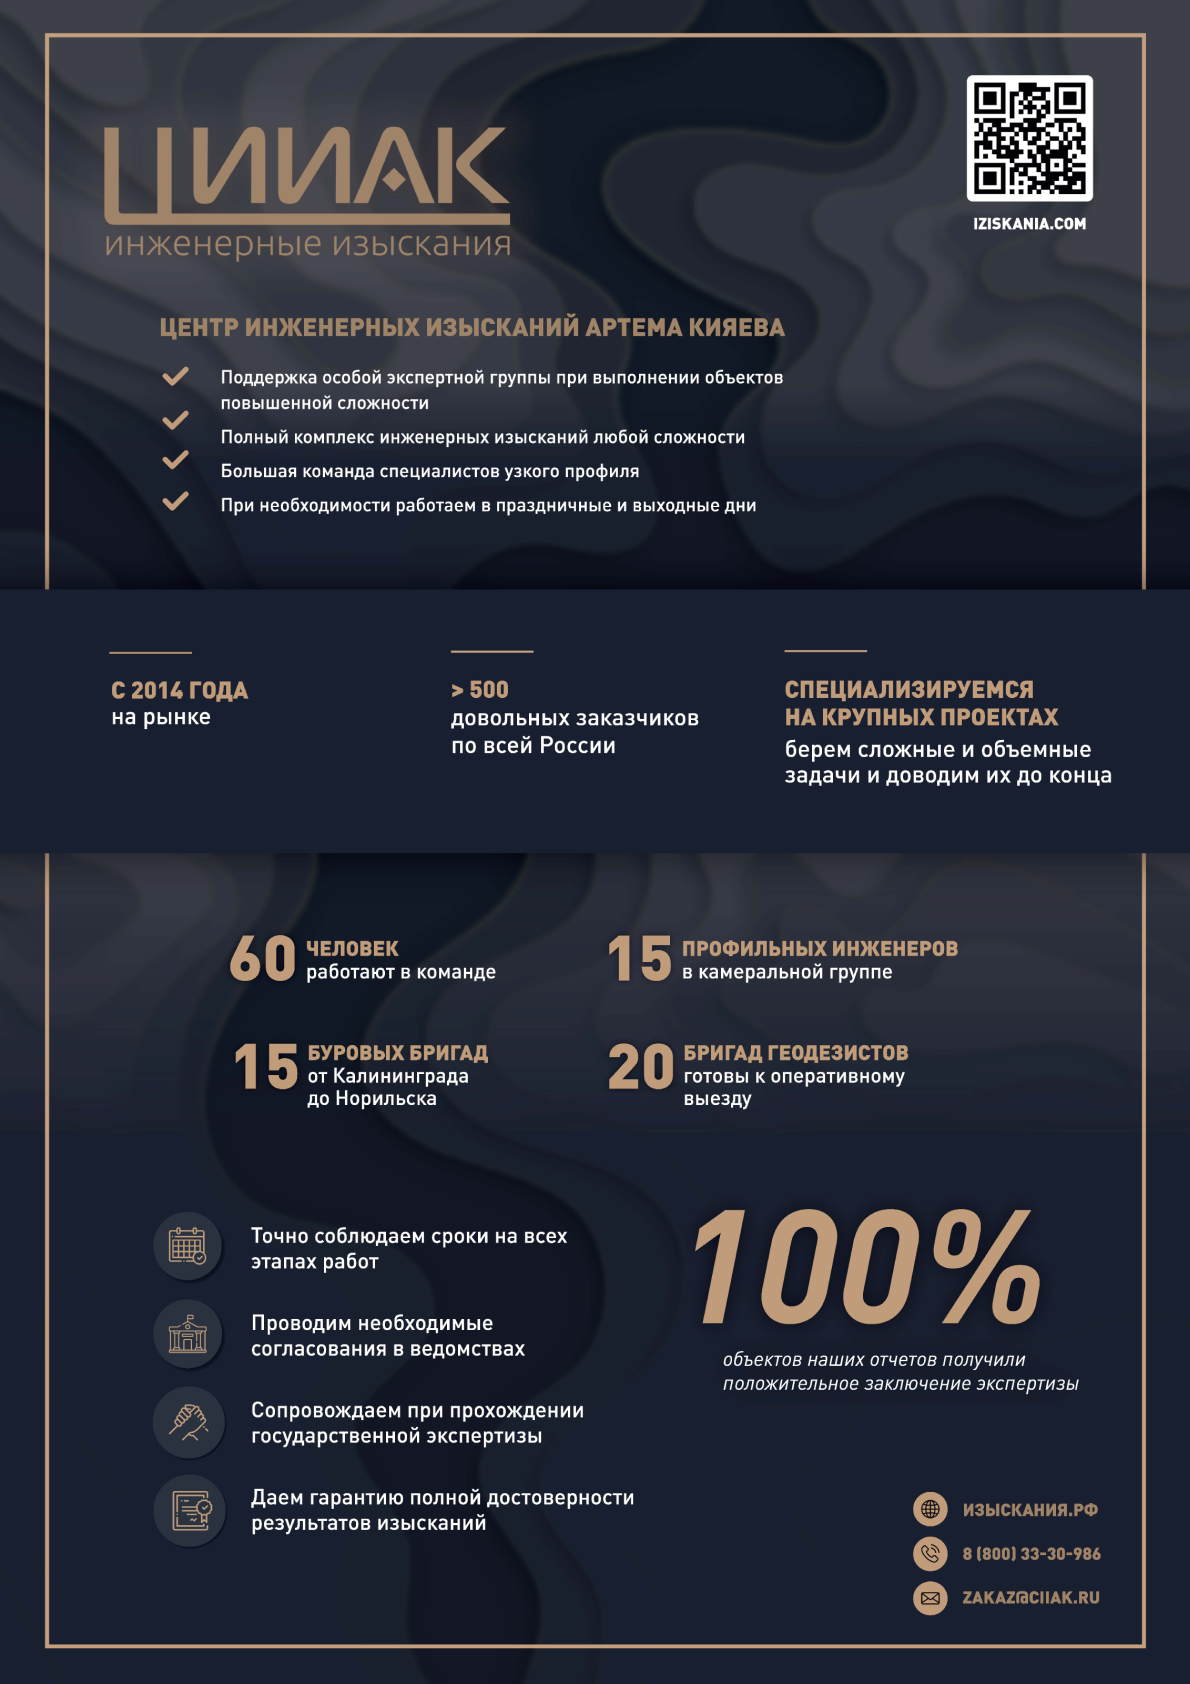 ЦИИАК
инженерные изыскания
IZISKANIA.COM
ЦЕНТР ИНЖЕНЕРНЫХ ИЗЫСКАНИЙ АРТЕМА КИЯЕВА
Поддержка особой экспертной группы при выполнении объектов
повышенной сложности
Полный комплекс инженерных изысканий любой сложности
Большая команда специалистов узкого профиля
При необходимости работаем в праздничные и выходные дни
С 2014 ГОДА
на рынке
> 500
довольных заказчиков
по всей России
СПЕЦИАЛИЗИРУЕМСЯ
НА КРУПНЫХ ПРОЕКТАХ
берем сложные и объемные
задачи и доводим их до конца
60 ЧЕЛОВЕК
работают в команде
15 ПРОФИЛЬНЫХ ИНЖЕНЕРОВ
в камеральной группе
15 БУРОВЫХ БРИГАД
от Калининграда
до Норильска
20 БРИГАД ГЕОДЕЗИСТОВ
готовы к оперативному
выезду
Точно соблюдаем сроки на всех
этапах работ
Проводим необходимые
согласования в ведомствах
Сопровождаем при прохождении
государственной экспертизы
Даем гарантию полной достоверности
результатов изысканий
100%
объектов наших отчетов получили
положительное заключение экспертизы
ИЗЫСКАНИЯ.РФ
8 (800) 33-30-986
ZAKAZ@CIIAK.RU